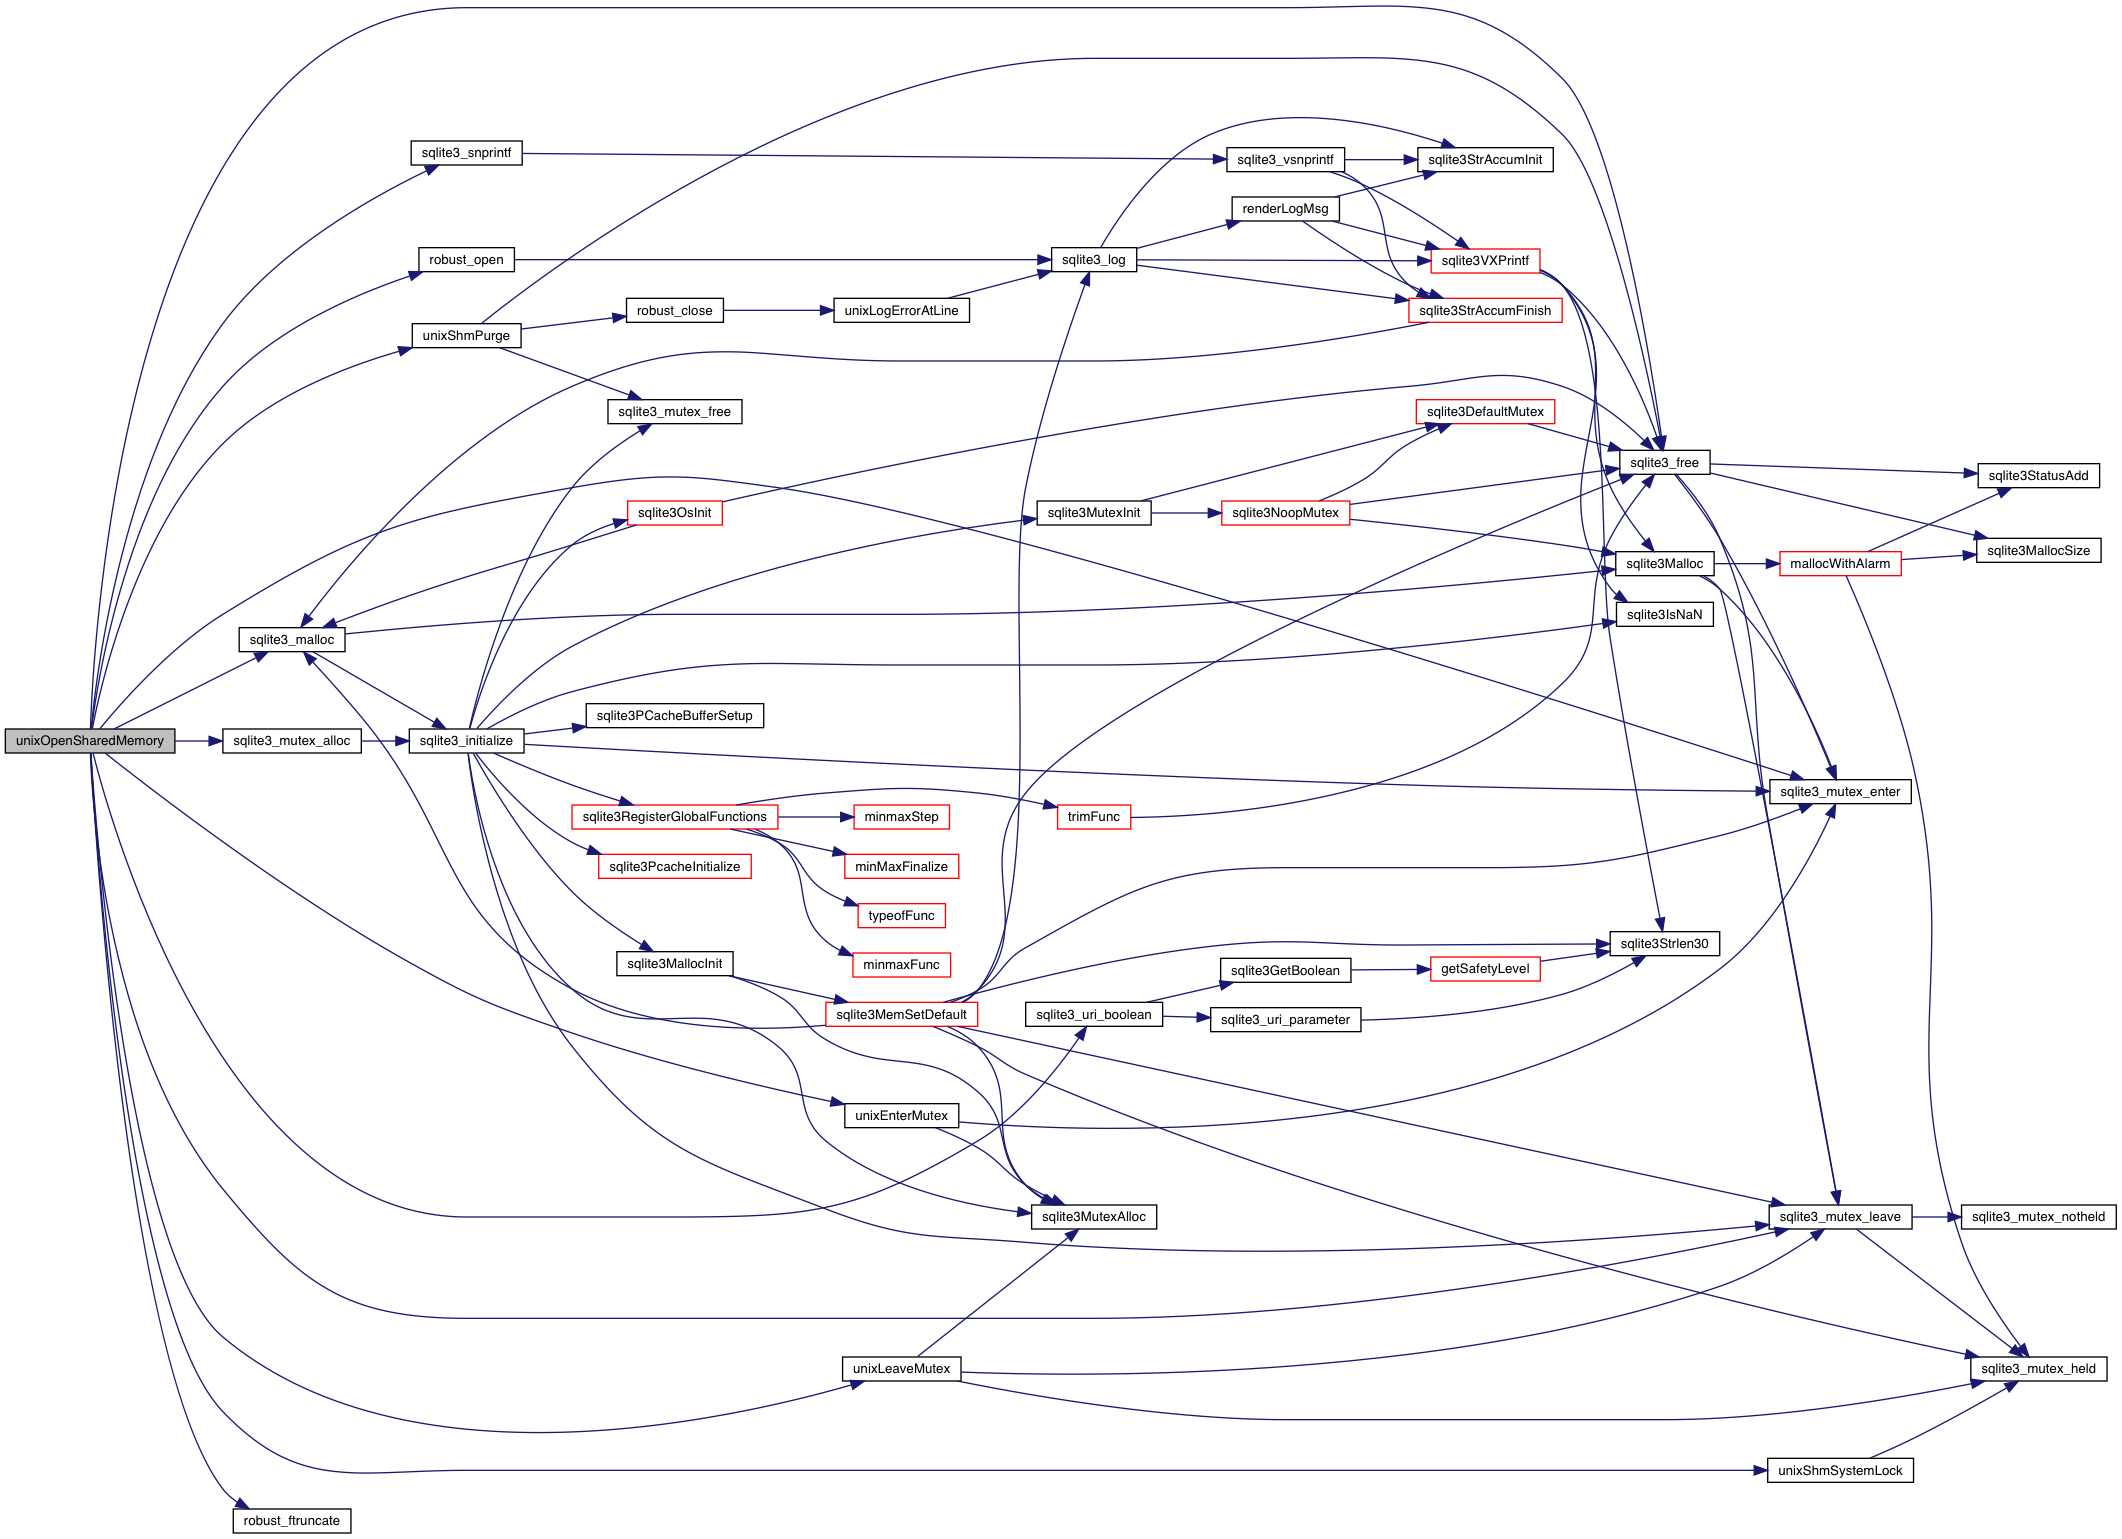 sqlite3_snprintf
sqlite3_vsnprintf
sqlite3StrAccumInit
renderLogMsg
robust_open
sqlite3_log
sqlite3VXPrintf
robust_close
unixLogErrorAtLine
sqlite3StrAccumFinish
unixShmPurge
sqlite3_mutex_free
sqlite3DefaultMutex
sqlite3_free
sqlite3StatusAdd
sqlite3OsInit
sqlite3MutexInit
sqlite3NoopMutex
sqlite3MallocSize
sqlite3Malloc
mallocWithAlarm
sqlite3IsNaN
sqlite3_malloc
sqlite3PCacheBufferSetup
unixOpenSharedMemory
sqlite3_mutex_alloc
sqlite3_initialize
sqlite3_mutex_enter
sqlite3RegisterGlobalFunctions
minmaxStep
trimFunc
sqlite3PcacheInitialize
minMaxFinalize
typeofFunc
sqlite3Strlen30
sqlite3MallocInit
minmaxFunc
sqlite3GetBoolean
getSafetyLevel
sqlite3MemSetDefault
sqlite3_uri_boolean
sqlite3_uri_parameter
unixEnterMutex
sqlite3MutexAlloc
sqlite3_mutex_leave
sqlite3_mutex_notheld
unixLeaveMutex
sqlite3_mutex_held
unixShmSystemLock
robust_ftruncate